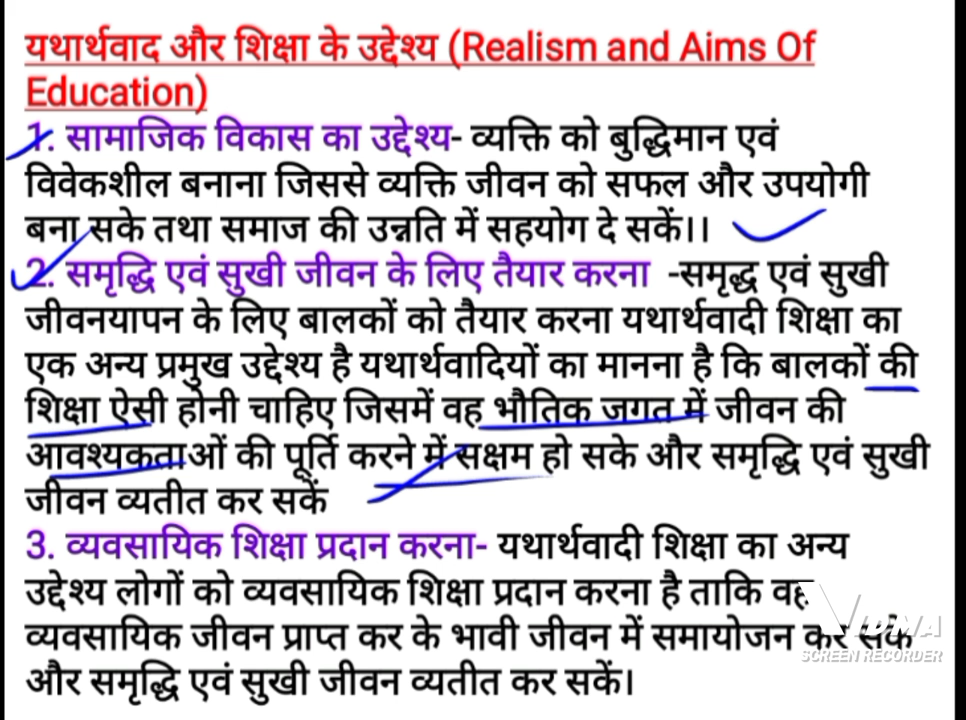 यथार्थवाद और शिक्षा के उद्देश्य (Realism and Aims Of
Education)
1. सामाजिक विकास का उद्देश्य- व्यक्ति को बुद्धिमान एवं
विवेकशील बनाना जिससे व्यक्ति जीवन को सफल और उपयोगी
बना सके तथा समाज की उन्नति में सहयोग दे सकें।।
2. समृद्धि एवं सुखी जीवन के लिए तैयार करना -समृद्ध एवं सुखी
जीवनयापन के लिए बालकों को तैयार करना यथार्थवादी शिक्षा का
एक अन्य प्रमुख उद्देश्य है यथार्थवादियों का मानना है कि बालकों की
शिक्षा ऐसी होनी चाहिए जिसमें वह भौतिक जगत में जीवन की
आवश्यकताओं की पूर्ति करने में सक्षम हो सके और समृद्धि एवं सुखी
जीवन व्यतीत कर सकें
3. व्यवसायिक शिक्षा प्रदान करना- यथार्थवादी शिक्षा का अन्य
उद्देश्य लोगों को व्यवसायिक शिक्षा प्रदान करना है ताकि वह
व्यवसायिक जीवन प्राप्त कर के भावी जीवन में समायोजन कर सके
और समृद्धि एवं सुखी जीवन व्यतीत कर सकें।
SCREEN RECORDER